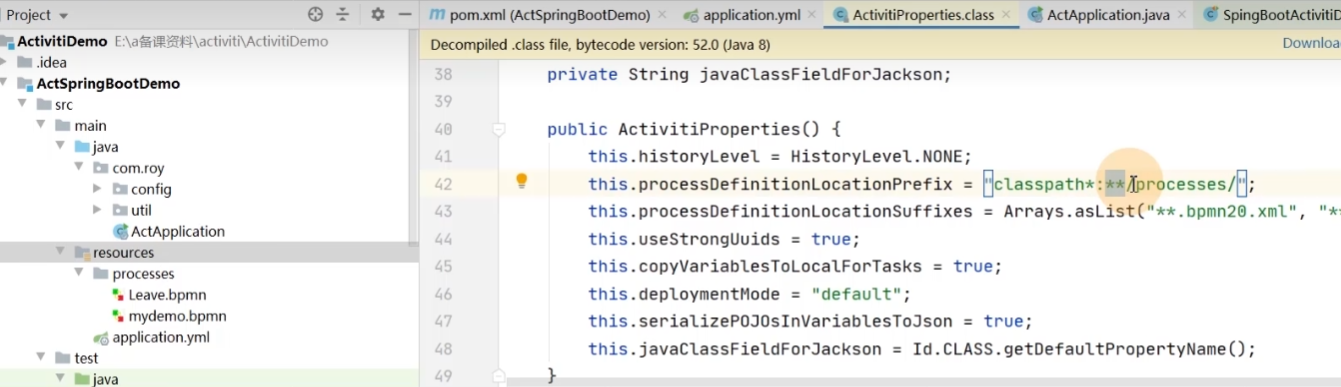 Project
ActivitiDemo E:\a备课资料\activiti\ActivitiDemo
.idea
ActSpringBootDemo
src
main
java
com.roy
config
util
ActApplication
resources
processes
Leave.bpmn
mydemo.bpmn
application.yml
test
java
pom.xml (ActSpringBootDemo) application.yml ActivitiProperties.class ActApplication.java SpingBootActivitiD
Decompiled .class file, bytecode version: 52.0 (Java 8) Downloa
38 private String javaClassFieldForJackson;
39
40 public ActivitiProperties() {
41 this.historyLevel = HistoryLevel.NONE;
42 this.processDefinitionLocationPrefix = "classpath*:**/processes/";
43 this.processDefinitionLocationSuffixes = Arrays.asList("**.bpmn20.xml", "*
44 this.useStrongUuids = true;
45 this.copyVariablesToLocalForTasks = true;
46 this.deploymentMode = "default";
47 this.serializePOJOsInVariablesToJson = true;
48 this.javaClassFieldForJackson = Id.CLASS.getDefaultPropertyName();
49 }